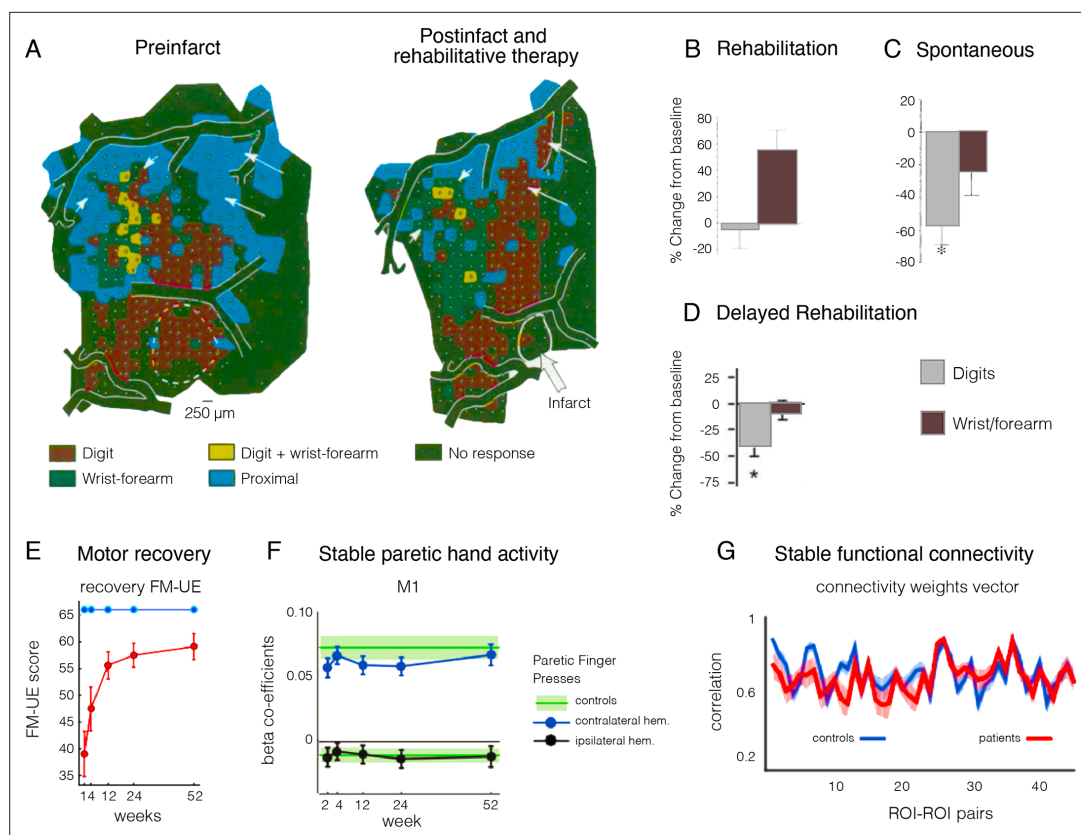 A
Preinfarct
Postinfact and
rehabilitative therapy
250 µm
Infarct
Digit
Digit + wrist-forearm
No response
Wrist-forearm
Proximal
B Rehabilitation
% Change from baseline
80
60
40
20
0
-20
C Spontaneous
20
0
-20
-40
-60
-80
*
D Delayed Rehabilitation
% Change from baseline
25
0
-25
-50
-75
*
Digits
Wrist/forearm
E Motor recovery
recovery FM-UE
FM-UE score
65
60
55
50
45
40
35
1 4 12 24 52
weeks
F Stable paretic hand activity
M1
beta co-efficients
0.10
0.05
0
2 4 12 24 52
week
Paretic Finger
Presses
controls
contralateral hem.
ipsilateral hem.
G Stable functional connectivity
connectivity weights vector
correlation
1
0.6
0.2
controls
patients
10 20 30 40
ROI-ROI pairs